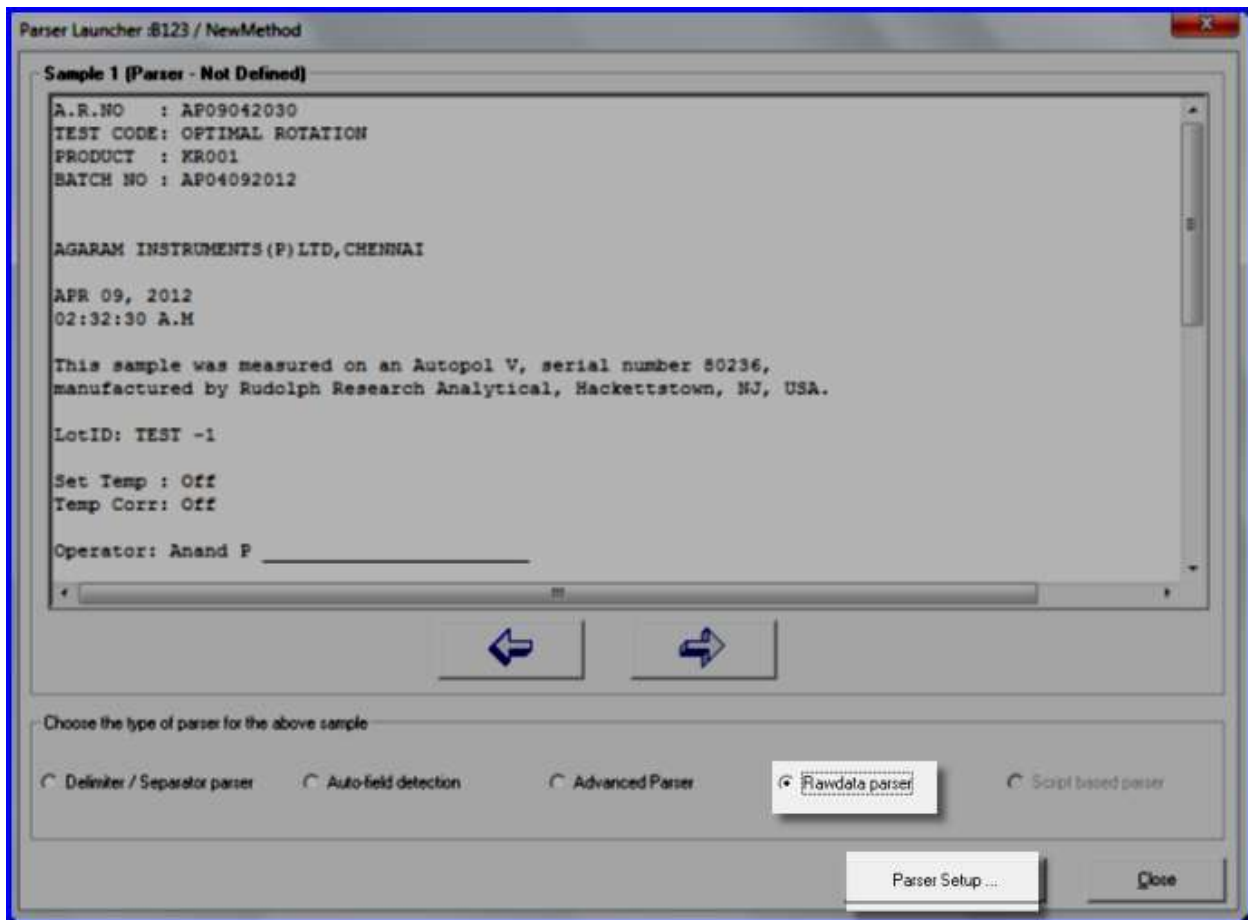 Parser Launcher :B123 / NewMethod
Sample 1 (Parser - Not Defined)
A.R.NO   : AP09042030
TEST CODE: OPTIMAL ROTATION
PRODUCT  : KR001
BATCH NO : AP04092012
AGARAM INSTRUMENTS(P)LTD,CHENNAI
APR 09, 2012
02:32:30 A.M
This sample was measured on an Autopol V, serial number 80236,
manufactured by Rudolph Research Analytical, Hackettstown, NJ, USA.
LotID: TEST -1
Set Temp : Off
Temp Corr: Off
Operator: Anand P ____________________
Choose the type of parser for the above sample
Delimiter / Separator parser Auto-field detection Advanced Parser Rawdata parser Script based parser
Parser Setup ... Close